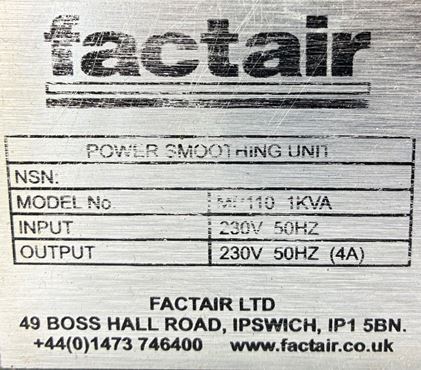 factair
POWER SMOOTHING UNIT
NSN:
MODEL No. 1KVA
INPUT 230V 50HZ
OUTPUT 230V 50HZ (4A)
FACTAIR LTD
49 BOSS HALL ROAD, IPSWICH, IP1 5BN.
+44(0)1473 746400 www.factair.co.uk